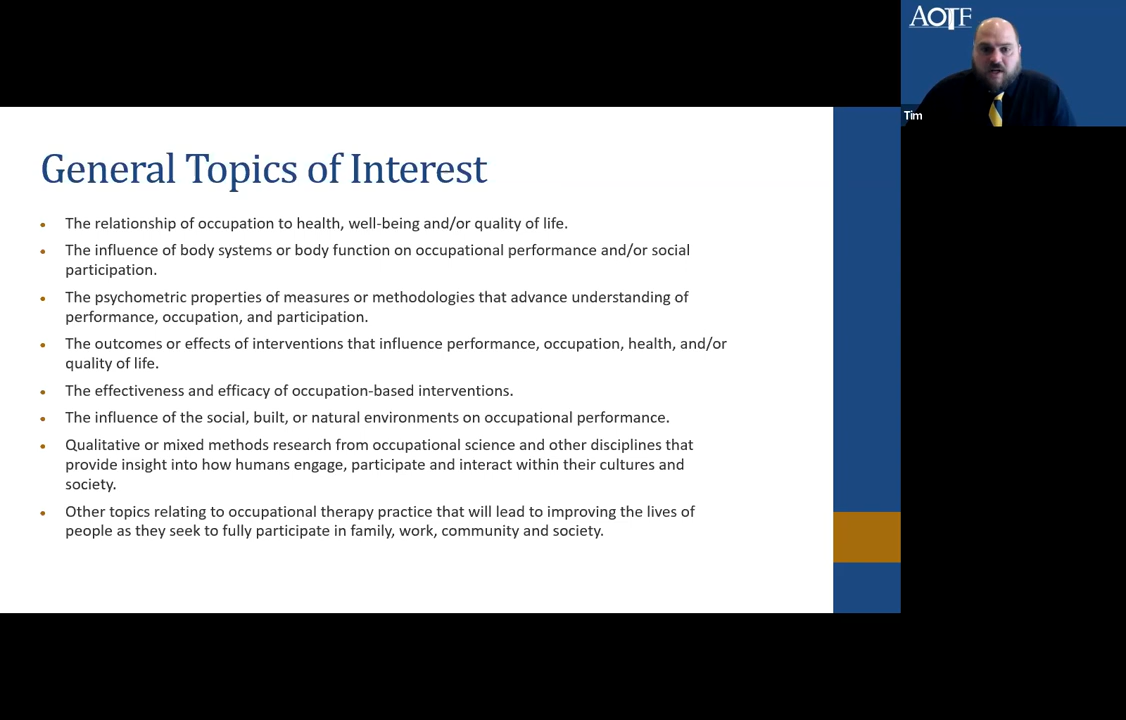 AOTF
Tim
General Topics of Interest
• The relationship of occupation to health, well-being and/or quality of life.
• The influence of body systems or body function on occupational performance and/or social
participation.
• The psychometric properties of measures or methodologies that advance understanding of
performance, occupation, and participation.
• The outcomes or effects of interventions that influence performance, occupation, health, and/or
quality of life.
• The effectiveness and efficacy of occupation-based interventions.
• The influence of the social, built, or natural environments on occupational performance.
• Qualitative or mixed methods research from occupational science and other disciplines that
provide insight into how humans engage, participate and interact within their cultures and
society.
• Other topics relating to occupational therapy practice that will lead to improving the lives of
people as they seek to fully participate in family, work, community and society.